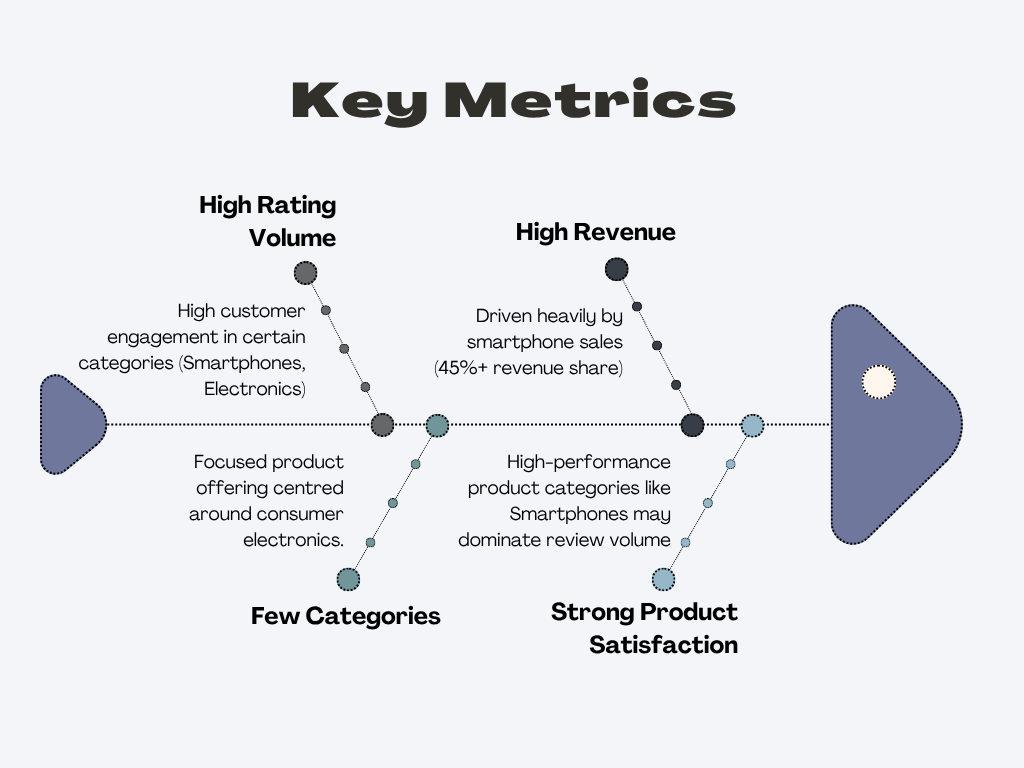 Key Metrics
High Rating
Volume
High customer
engagement in certain
categories (Smartphones,
Electronics)
High Revenue
Driven heavily by
smartphone sales
(45%+ revenue share)
Focused product
offering centred
around consumer
electronics.
Few Categories
High-performance
product categories like
Smartphones may
dominate review volume
Strong Product
Satisfaction